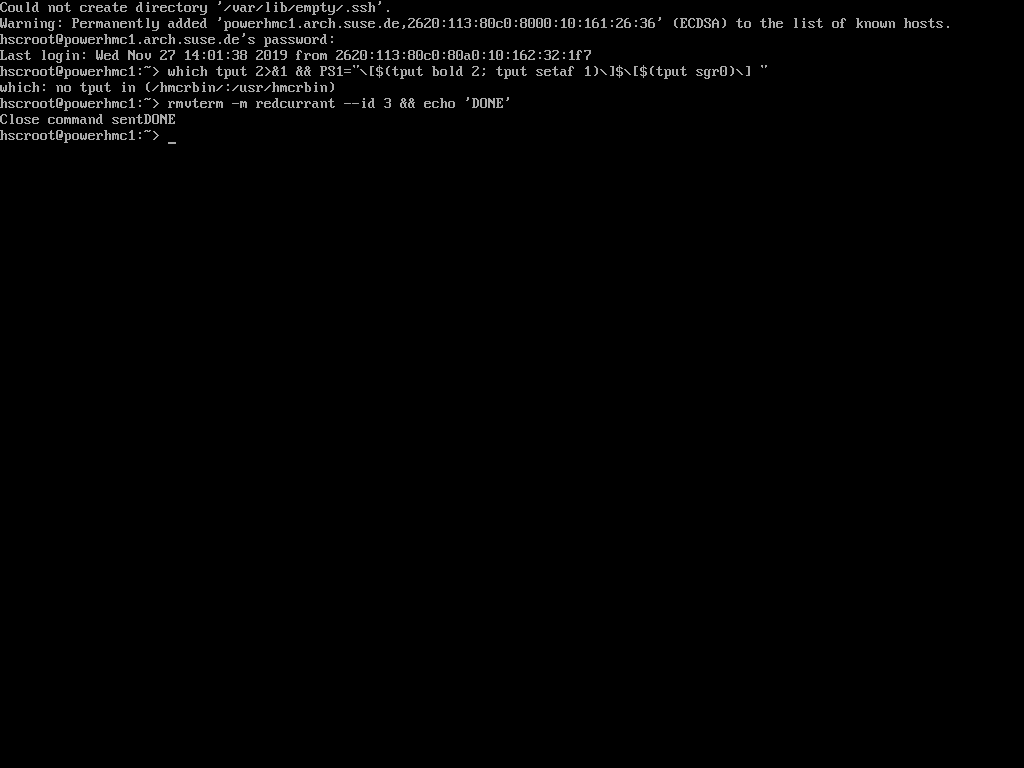 Could not create directory '/var/lib/empty/.ssh'.
Warning: Permanently added 'powerhmc1.arch.suse.de,2620:113:80c0:8000:10:161:26:36' (ECDSA) to the list of known hosts.
hscroot@powerhmc1.arch.suse.de's password:
Last login: Wed Nov 27 14:01:38 2019 from 2620:113:80c0:80a0:10:162:32:1f7
hscroot@powerhmc1:~> which tput 2>&1 && PS1="\[$(tput bold 2; tput setaf 1)\]$\[$(tput sgr0)\] "
which: no tput in (/hmcrbin/:/usr/hmcrbin)
hscroot@powerhmc1:~> rmvterm -m redcurrant --id 3 && echo 'DONE'
Close command sentDONE
hscroot@powerhmc1:~> _